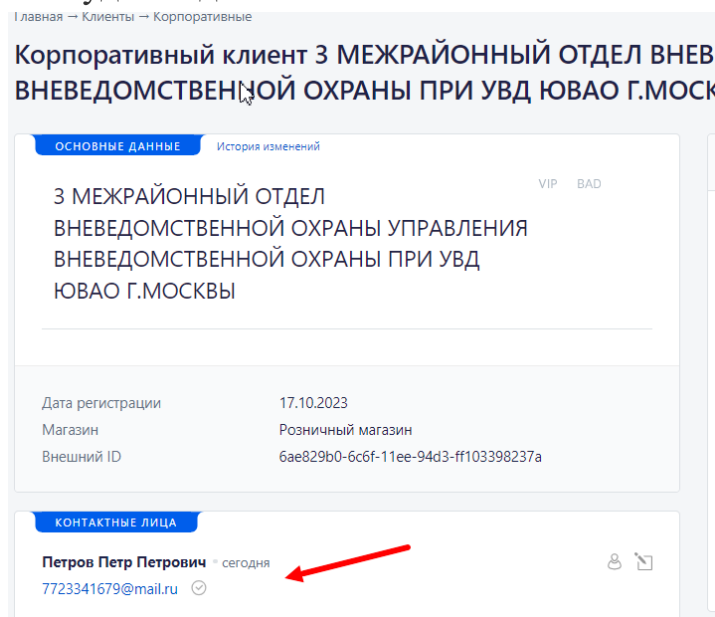 Главная → Клиенты → Корпоративные
Корпоративный клиент 3 МЕЖРАЙОННЫЙ ОТДЕЛ ВНЕВ
ВНЕВЕДОМСТВЕННОЙ ОХРАНЫ ПРИ УВД ЮВАО Г.МОСК
ОСНОВНЫЕ ДАННЫЕ История изменений
3 МЕЖРАЙОННЫЙ ОТДЕЛ VIP BAD
ВНЕВЕДОМСТВЕННОЙ ОХРАНЫ УПРАВЛЕНИЯ
ВНЕВЕДОМСТВЕННОЙ ОХРАНЫ ПРИ УВД
ЮВАО Г.МОСКВЫ
Дата регистрации 17.10.2023
Магазин Розничный магазин
Внешний ID 6ae829b0-6c6f-11ee-94d3-ff103398237a
КОНТАКТНЫЕ ЛИЦА
Петров Петр Петрович • сегодня
7723341679@mail.ru